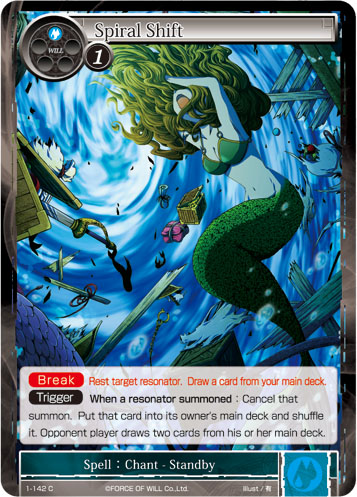 Spiral Shift
WILL
1
Break Rest target resonator. Draw a card from your main deck.
Trigger When a resonator summoned : Cancel that
summon. Put that card into its owner's main deck and shuffle
it. Opponent player draws two cards from his or her main deck.
1-142 C ©FORCE OF WILL Co.,Ltd. Illust / 有
Spell : Chant - Standby